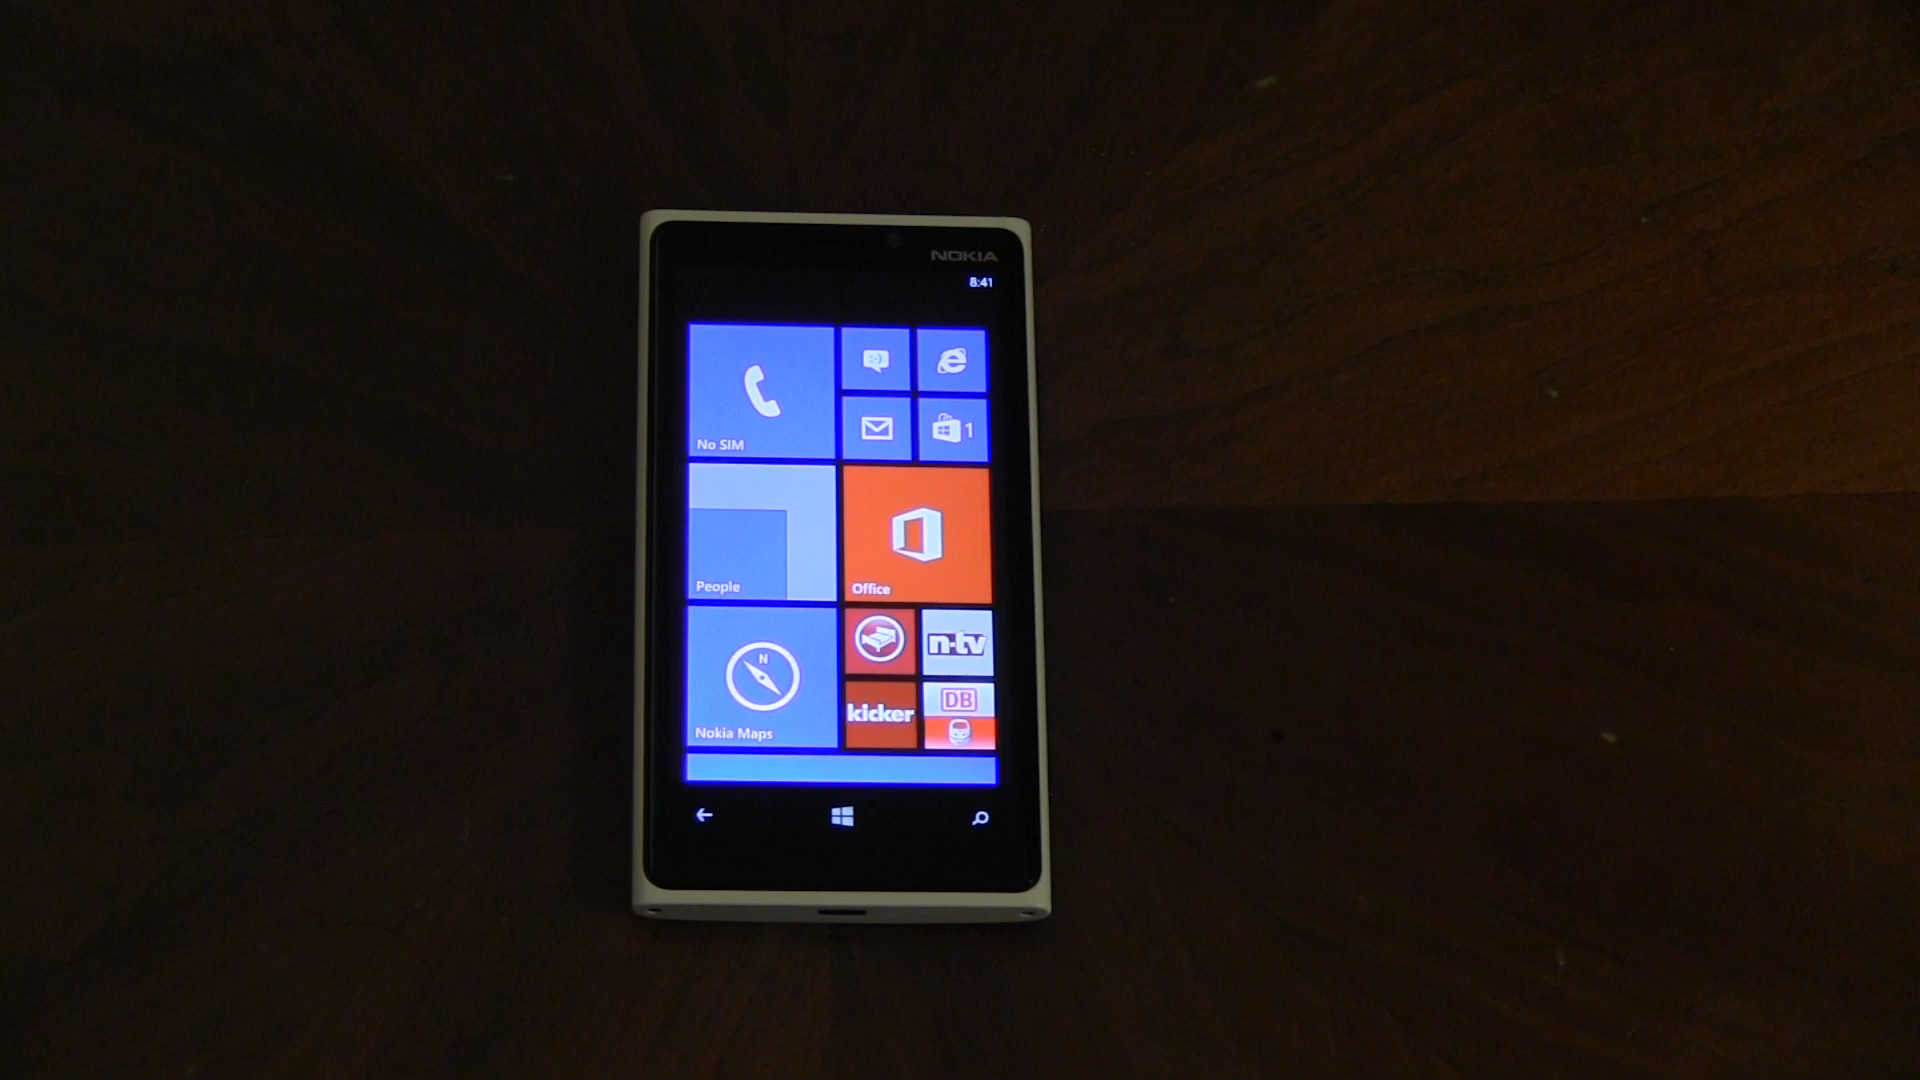 NOKIA
8:41
No SIM
1
People
Office
N
Nokia Maps
n-tv
kicker
DB